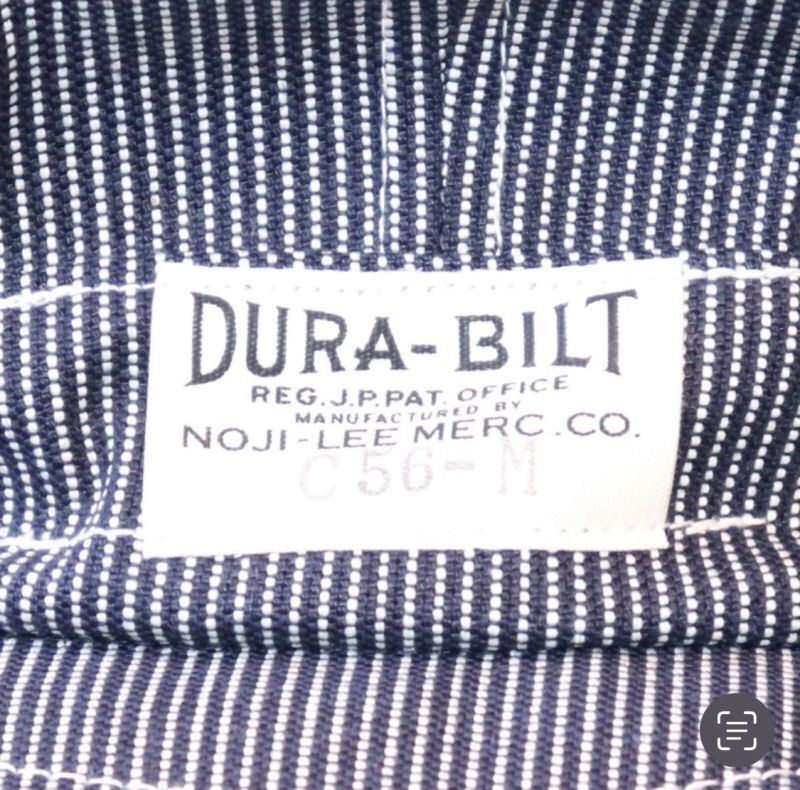 DURA-BILT
REG.J.P.PAT. OFFICE
MANUFACTURED BY
NOJI-LEE MERC.CO.
C56-M